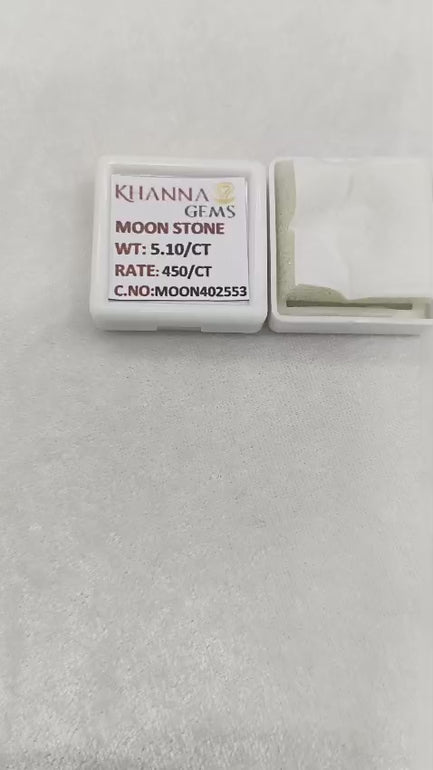 KHANNA
GEMS
MOON STONE
WT: 5.10/CT
RATE: 450/CT
C.NO:MOON402553